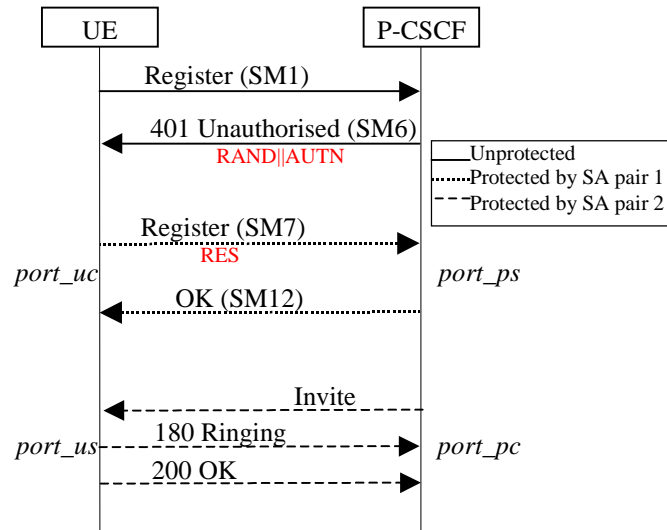 UE
P-CSCF
Register (SM1)
401 Unauthorised (SM6)
RAND||AUTN
Unprotected
Protected by SA pair 1
Protected by SA pair 2
Register (SM7)
RES
port_uc
port_ps
OK (SM12)
Invite
port_us
180 Ringing
port_pc
200 OK